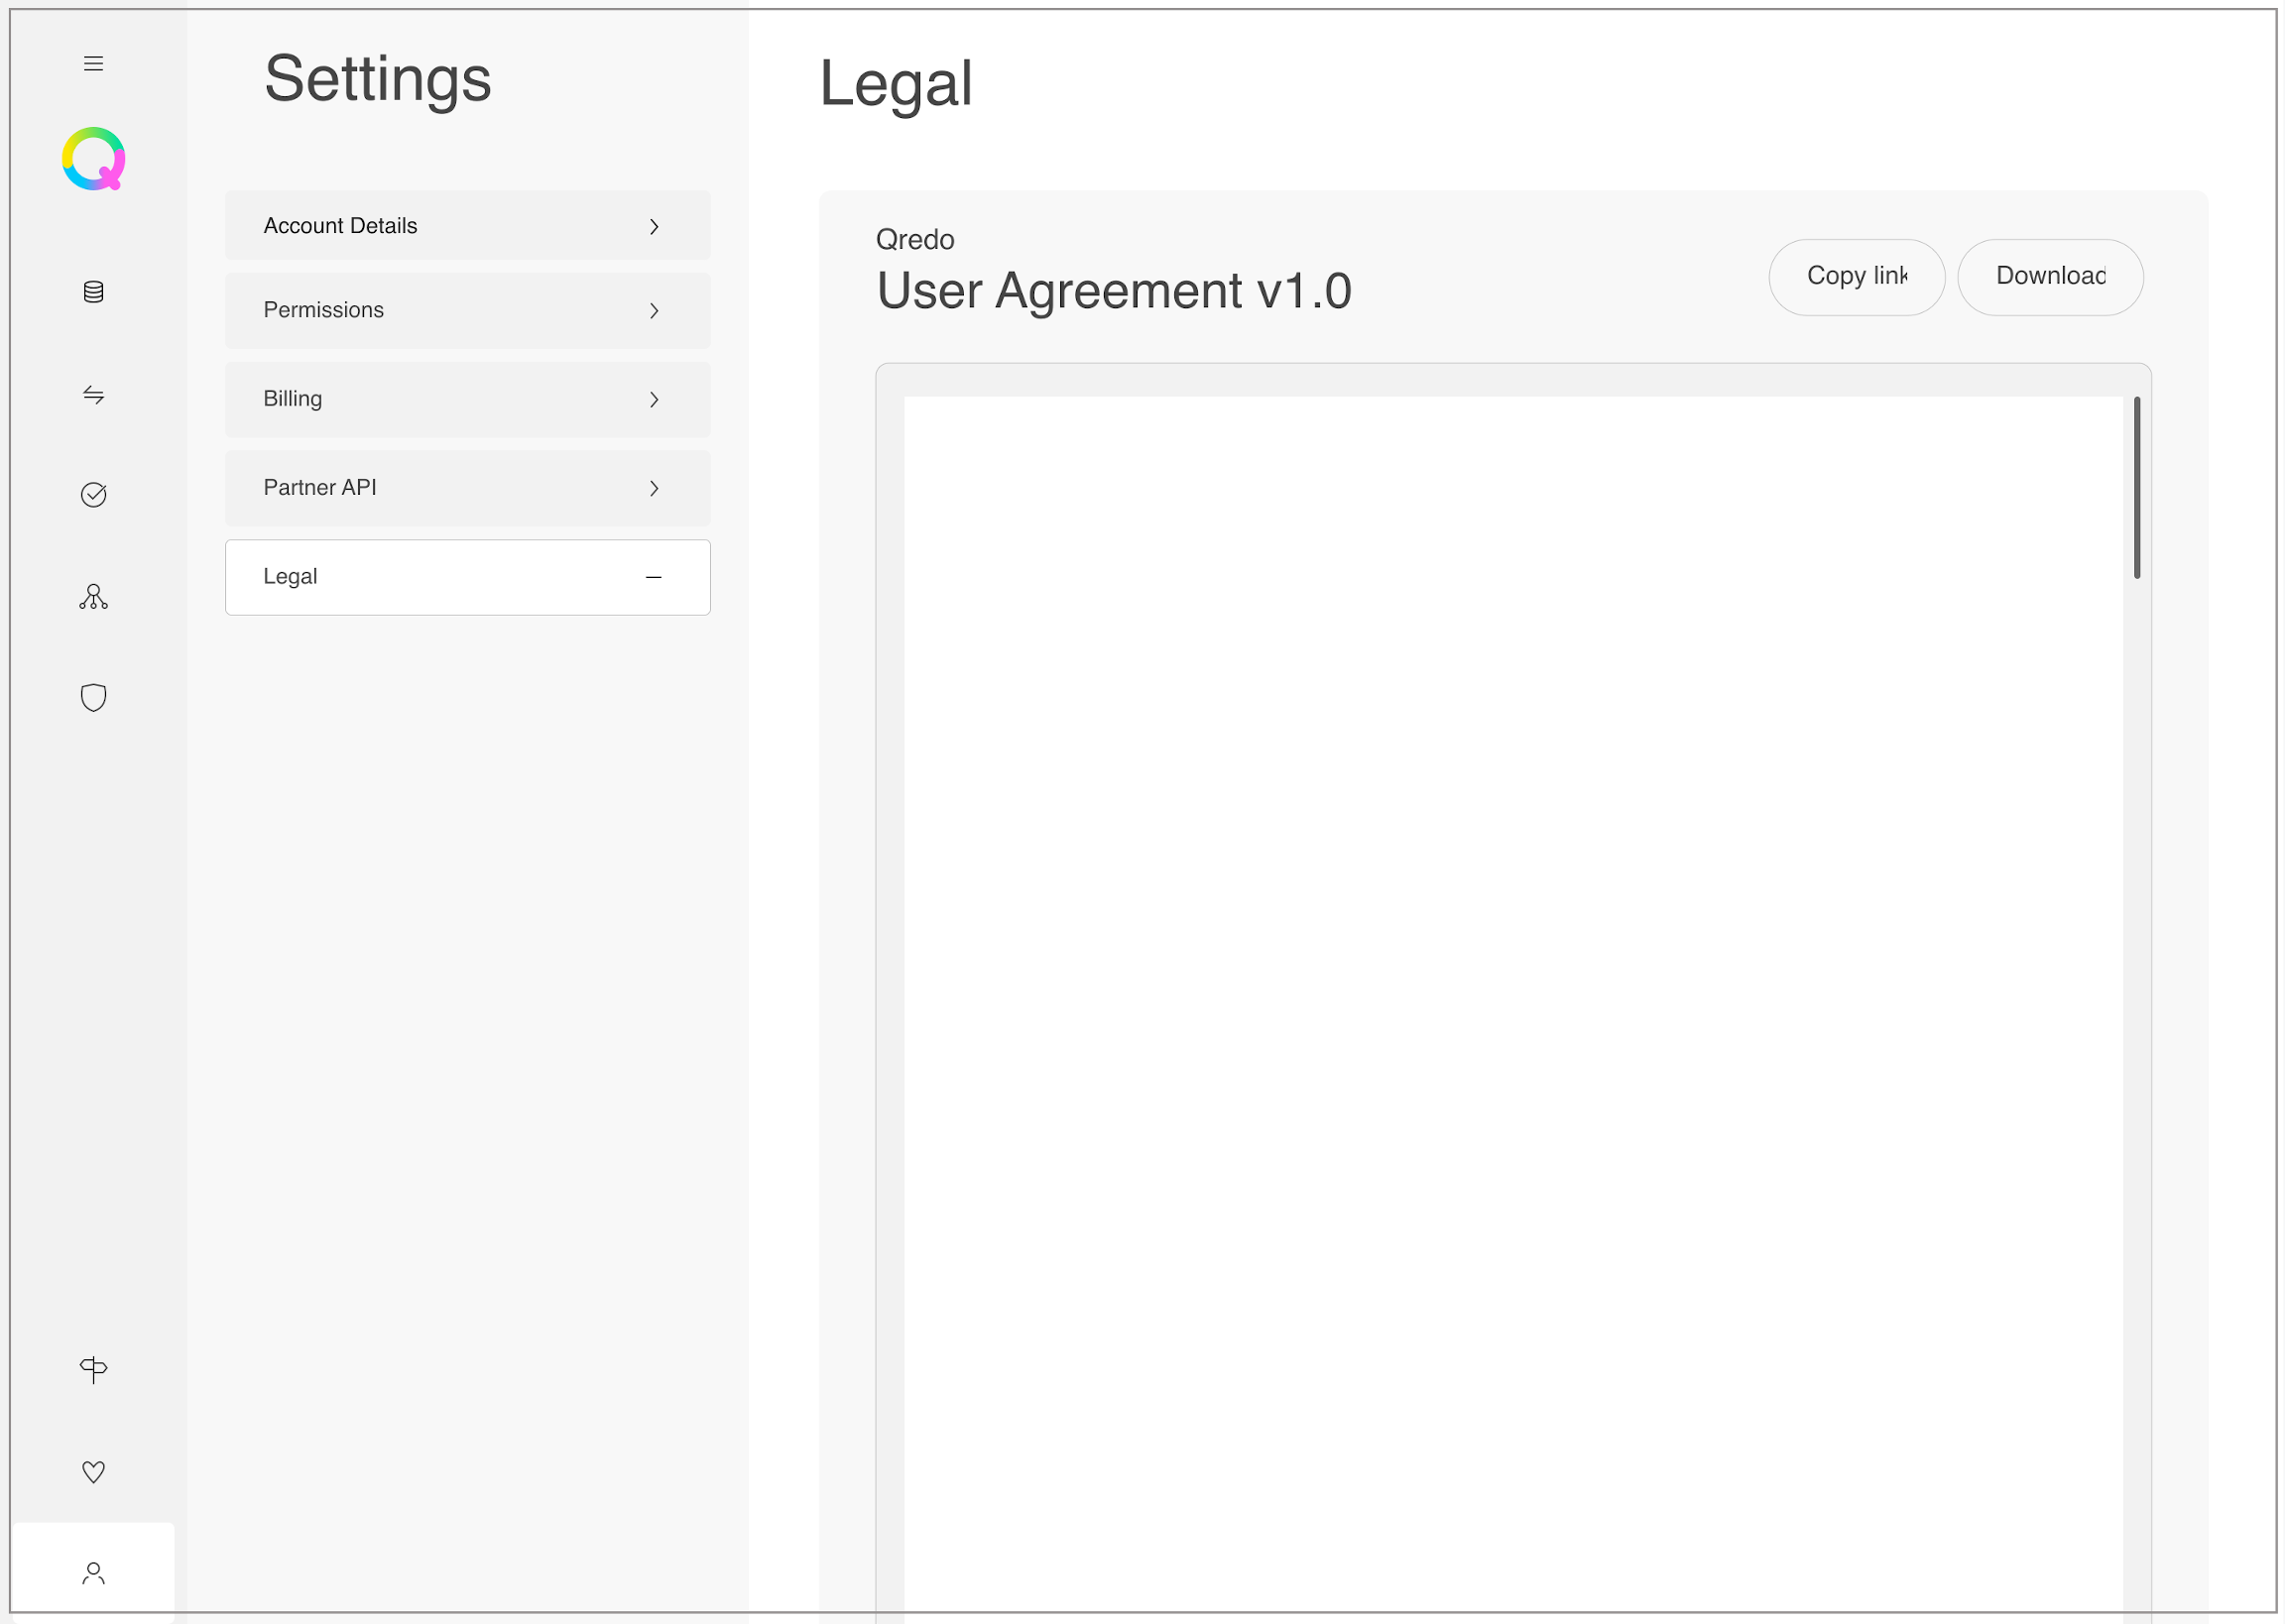 Settings
Account Details
Permissions
Billing
Partner API
Legal
Legal
Qredo
User Agreement v1.0
Copy link
Download